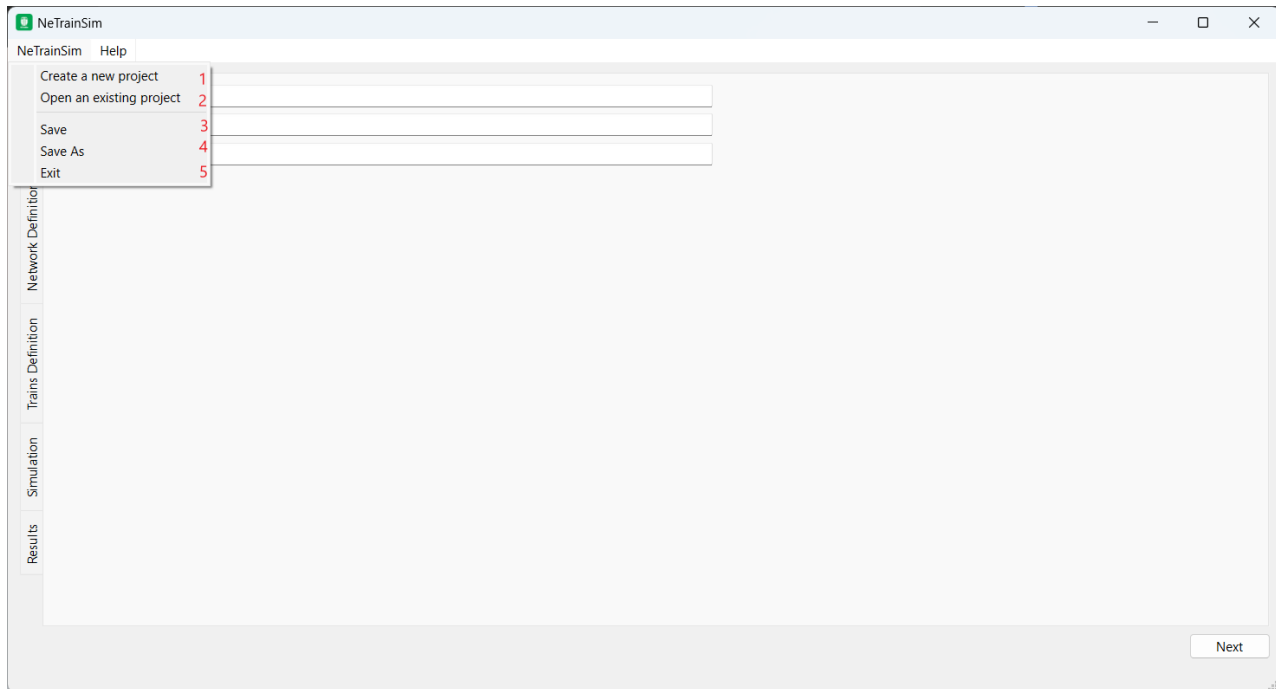 NeTrainSim
NeTrainSim Help
Create a new project 1
Open an existing project 2
Save 3
Save As 4
Exit 5
Network Definition
Trains Definition
Simulation
Results
Next